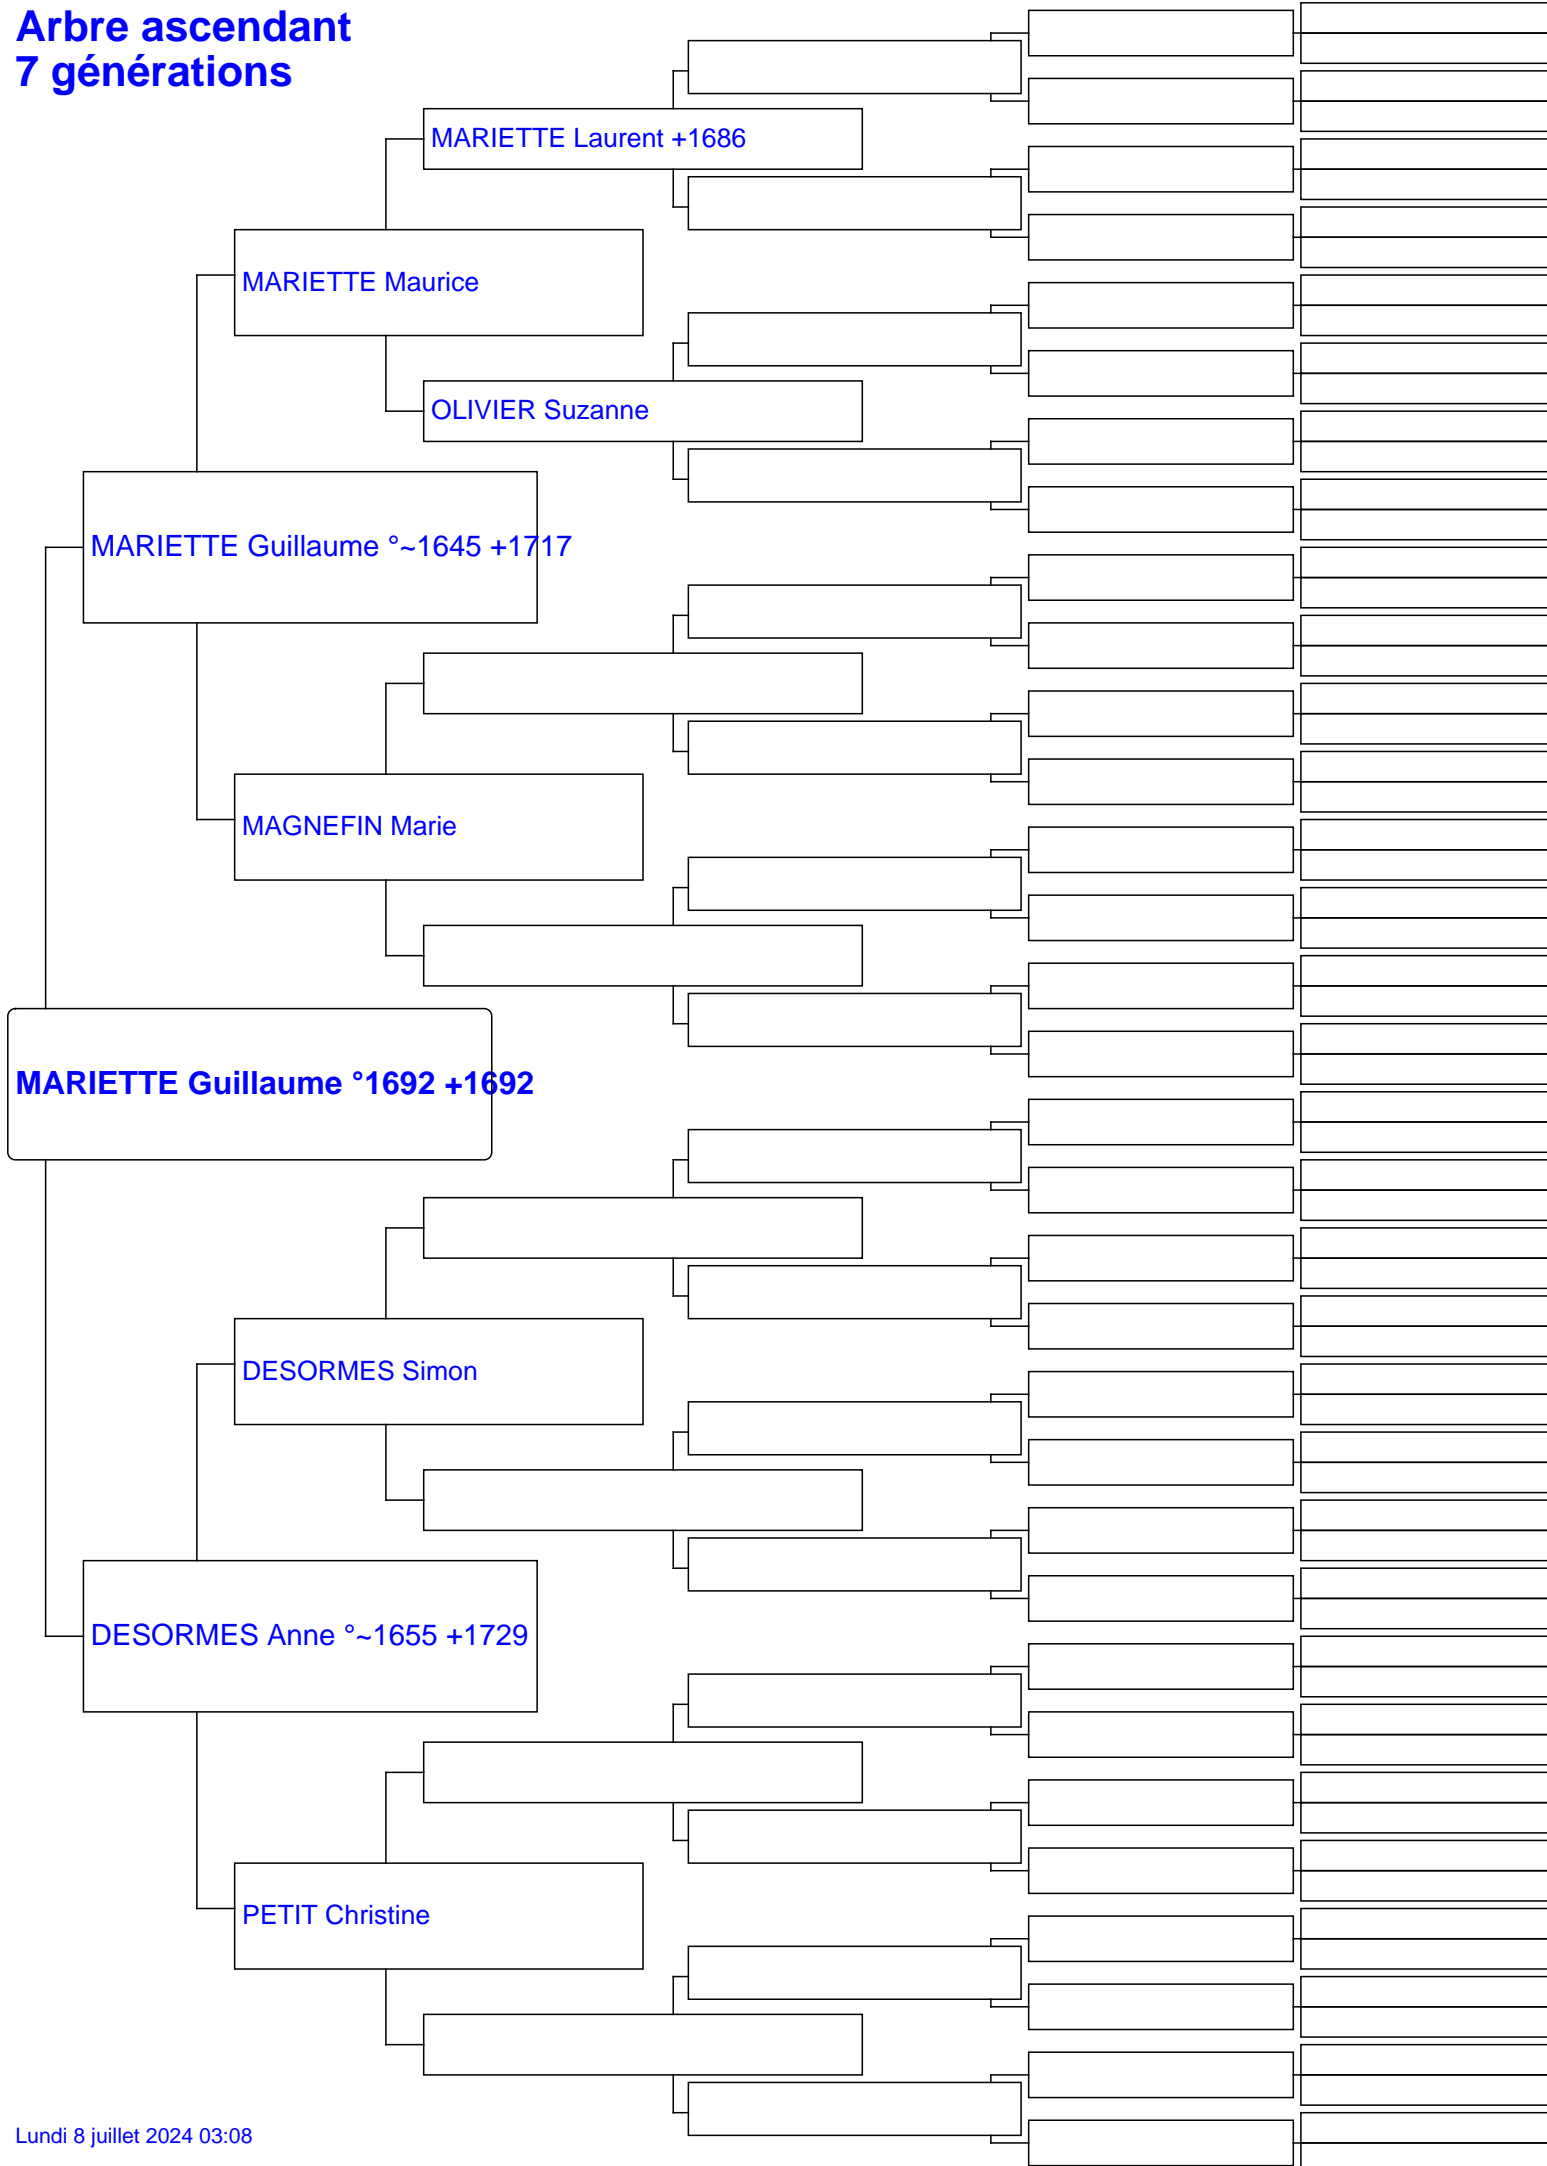 Arbre ascendant
7 générations
MARIETTE Laurent +1686
MARIETTE Maurice
OLIVIER Suzanne
MARIETTE Guillaume °~1645 +1717
MAGNEFIN Marie
MARIETTE Guillaume °1692 +1692
DESORMES Simon
DESORMES Anne °~1655 +1729
PETIT Christine
Lundi 8 juillet 2024 03:08